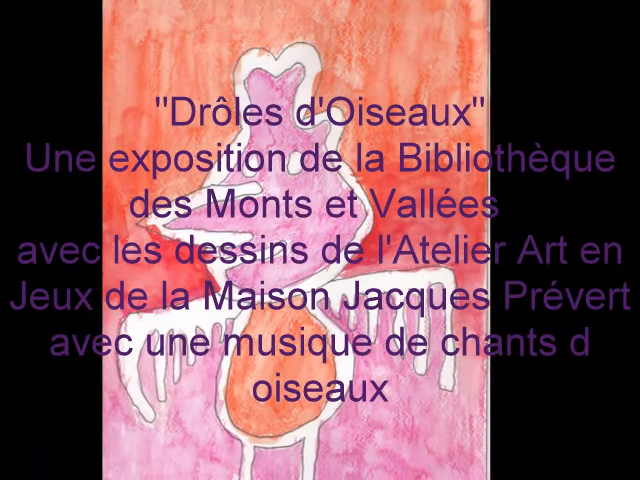 "Drôles d'Oiseaux"
Une exposition de la Bibliothèque
des Monts et Vallées
avec les dessins de l'Atelier Art en
Jeux de la Maison Jacques Prévert
avec une musique de chants d
oiseaux